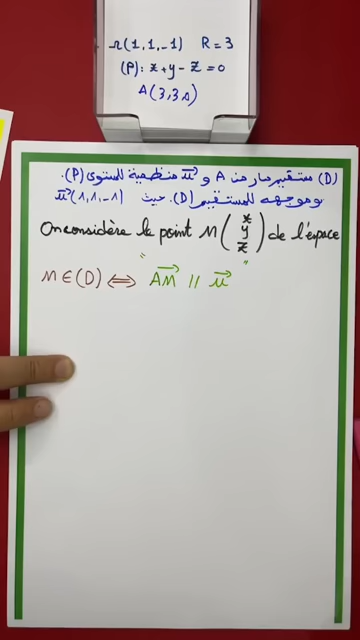 Ω(1,1,-1) R=3
(P): x+y-z=0
A(3,3,1)
(D) مستقيم مار من A و u⃗ منظمية للمستوى (P).
وموجهه للمستقيم (D). حيث u⃗(1,1,-1)
On considère le point M(x y z) de l'espace
M∈(D) ⟺ "AM⃗ // u⃗"